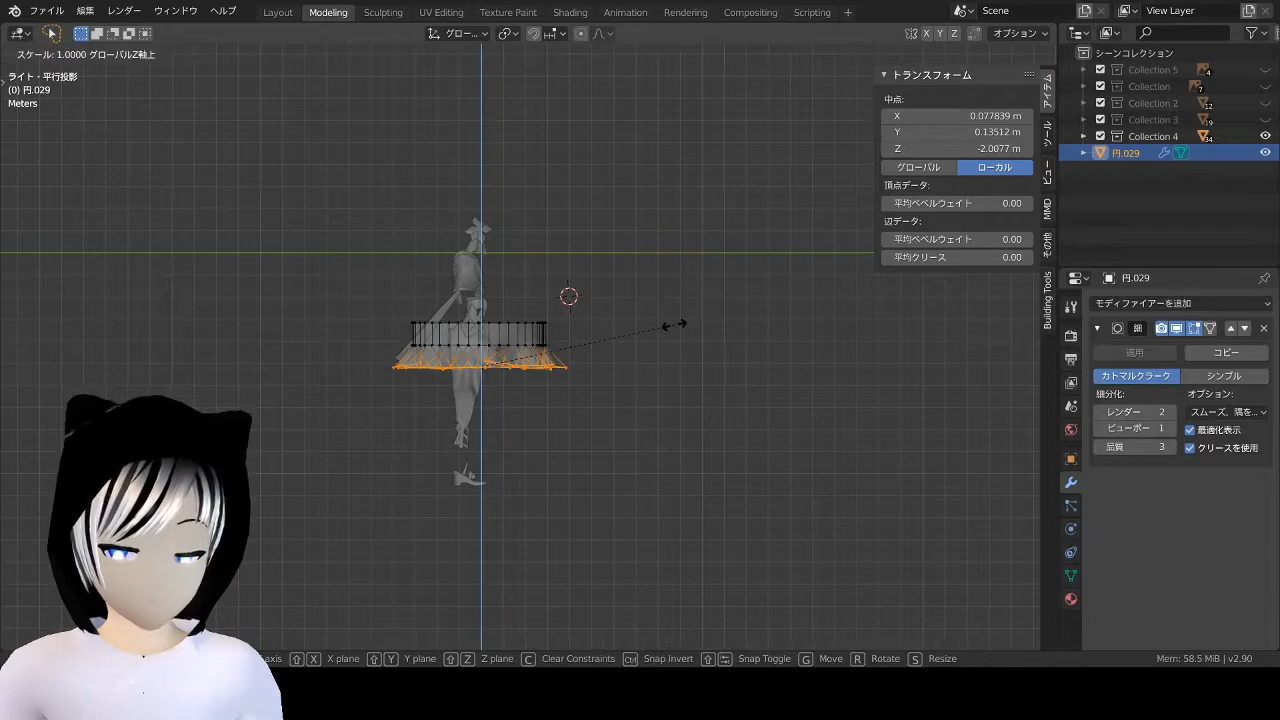 ファイル 編集 レンダー ウィンドウ ヘルプ Layout Modeling Sculpting UV Editing Texture Paint Shading Animation Rendering Compositing Scripting + Scene View Layer
グロー... X Y Z オプション
スケール: 1.0000 グローバルZ軸上
ライト・平行投影
(0) 円.029
Meters
トランスフォーム
中点:
X 0.077839 m
Y 0.13512 m
Z -2.0077 m
グローバル ローカル
頂点データ:
平均ベベルウェイト 0.00
辺データ:
平均ベベルウェイト 0.00
平均クリース 0.00
アイテム
ツール
ビュー
MMD
その他
Building Tools
シーンコレクション
Collection 5 4
Collection 7
Collection 2 12
Collection 3 19
Collection 4 34
円.029
円.029
モディファイアーを追加
適用 コピー
カトマルクラーク シンプル
細分化: オプション:
レンダー 2 スムーズ、隅を...
ビューポー 1 最適化表示
品質 3 クリースを使用
axis X X plane Y Y plane Z Z plane C Clear Constraints Ctrl Snap Invert Snap Toggle G Move R Rotate S Resize Mem: 58.5 MiB | v2.90